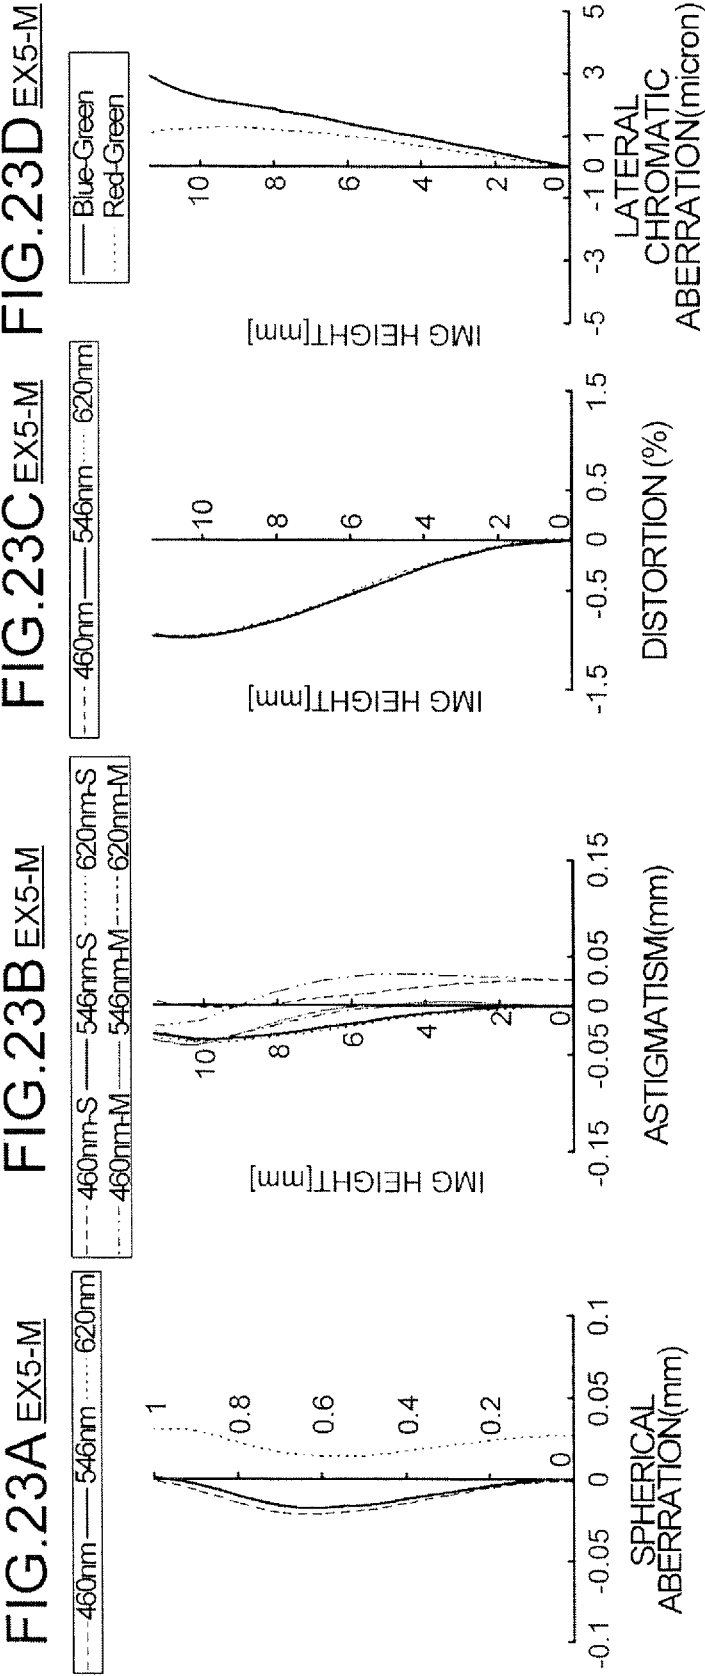 FIG.23A EX5-M
460nm 546nm 620nm
1
0.8
0.6
0.4
0.2
0
-0.1 -0.05 0 0.05 0.1
SPHERICAL
ABERRATION(mm)
FIG.23B EX5-M
460nm-S 546nm-S 620nm-S
460nm-M 546nm-M 620nm-M
IMG HEIGHT[mm]
10
8
6
4
2
0
-0.15 -0.05 0 0.05 0.15
ASTIGMATISM(mm)
FIG.23C EX5-M
460nm 546nm 620nm
IMG HEIGHT[mm]
10
8
6
4
2
0
-1.5 -0.5 0 0.5 1.5
DISTORTION (%)
FIG.23D EX5-M
Blue-Green
Red-Green
IMG HEIGHT[mm]
10
8
6
4
2
0
-5 -3 -1 0 1 3 5
LATERAL
CHROMATIC
ABERRATION(micron)